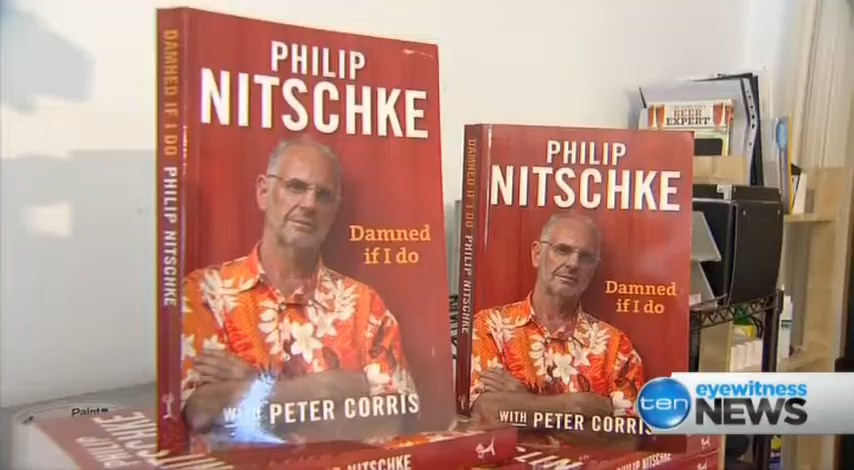 DAMNED IF I DO PHILIP NITSCHKE
PHILIP
NITSCHKE
Damned
if I do
WITH PETER CORRIS
DAMNED IF I DO PHILIP NITSCHKE
PHILIP
NITSCHKE
Damned
if I do
WITH PETER CORRIS
BEER
EXPERT
Paint
PHILIP NITSCHKE
NITSCHKE
ten
eyewitness
NEWS